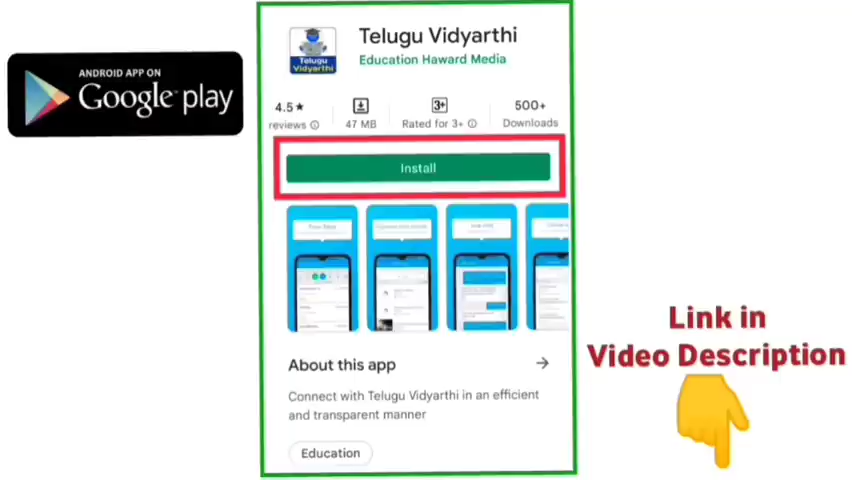 ANDROID APP ON
Google play
Telugu
Vidyarthi
Telugu Vidyarthi
Education Haward Media
4.5★
reviews
47 MB
3+
Rated for 3+
500+
Downloads
Install
About this app
Connect with Telugu Vidyarthi in an efficient
and transparent manner
Education
Link in
Video Description